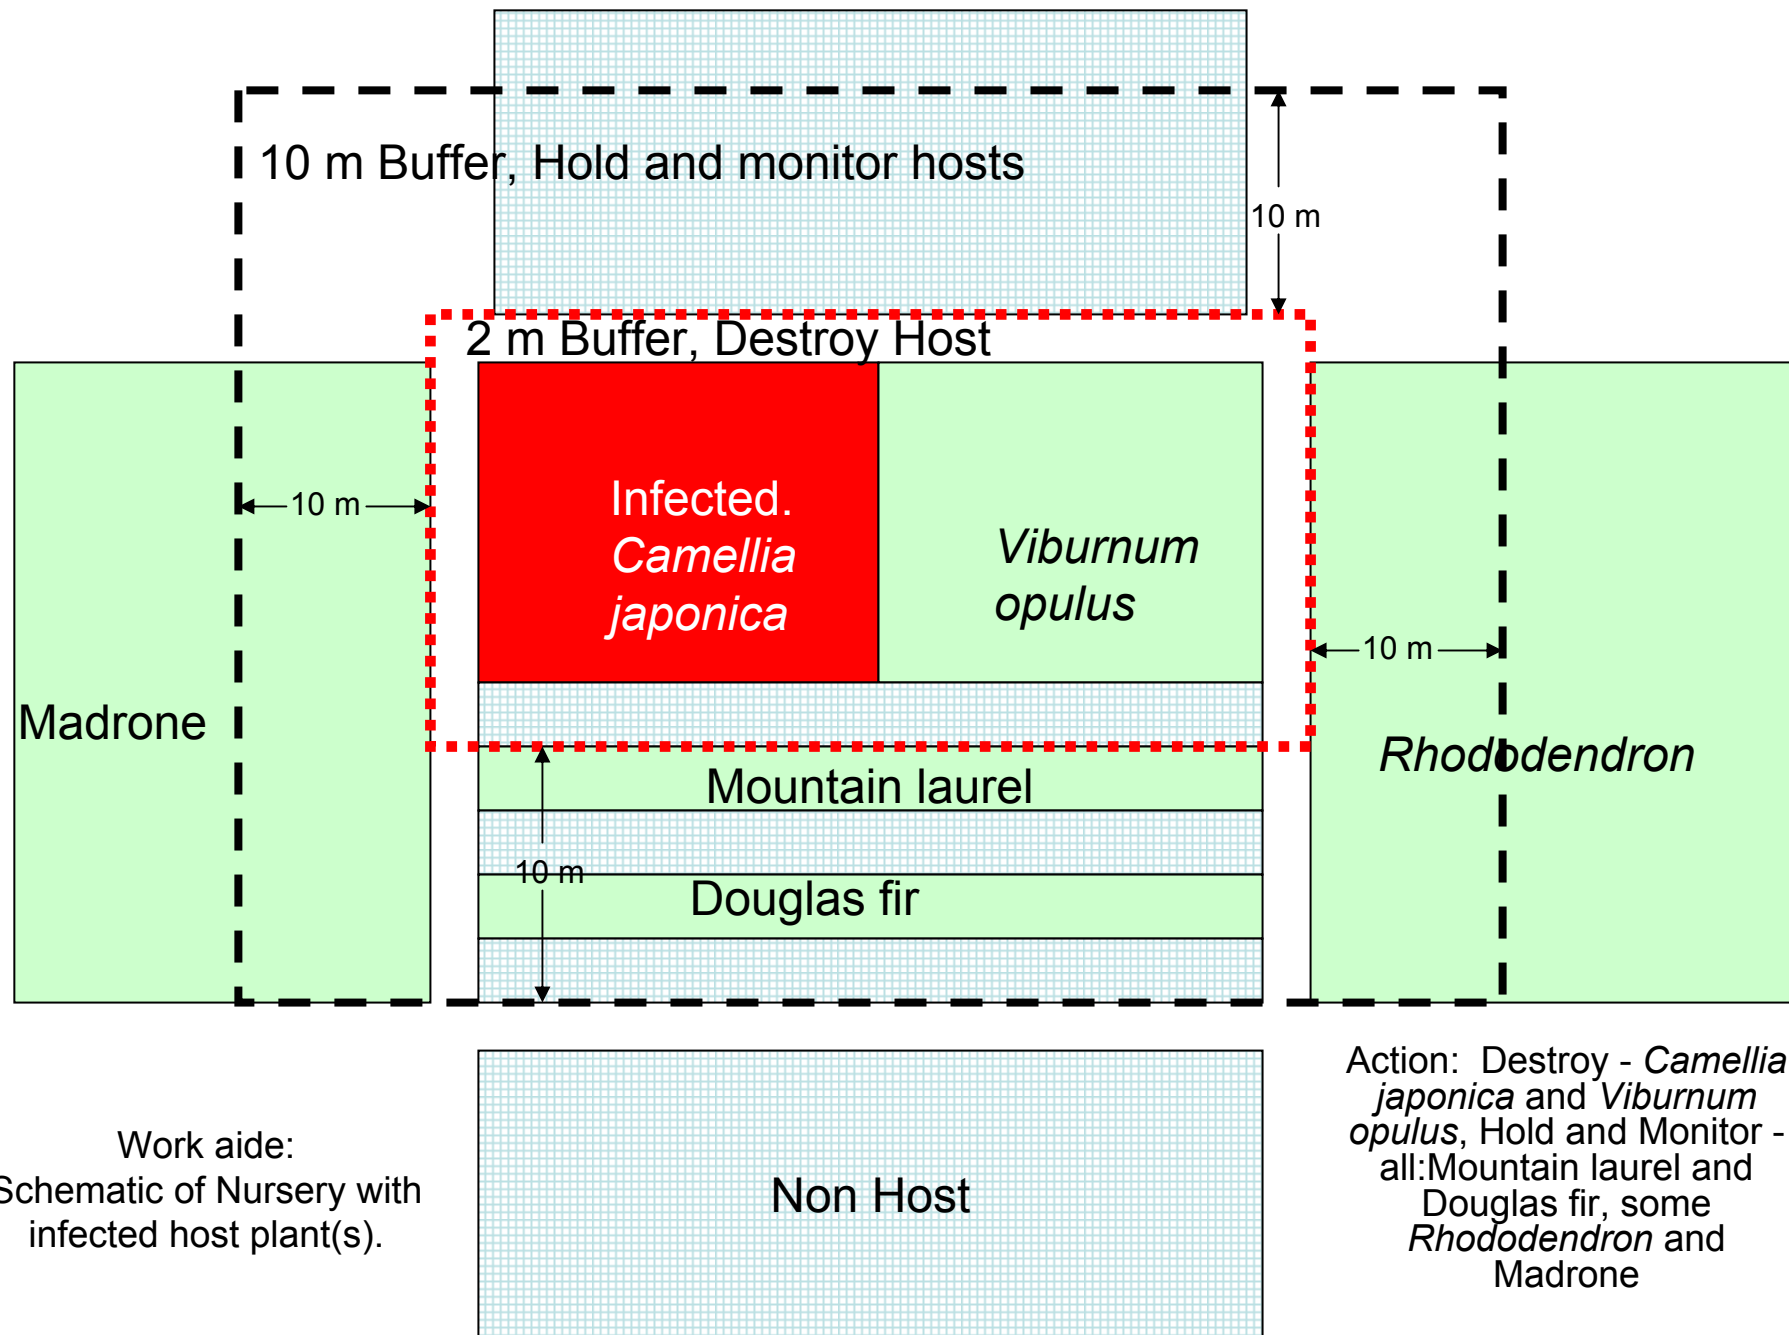 10 m Buffer, Hold and monitor hosts
10 m
2 m Buffer, Destroy Host
10 m
Infected.
Camellia
japonica
Viburnum
opulus
10 m
Madrone
Rhododendron
Mountain laurel
10 m
Douglas fir
Action: Destroy - Camellia
japonica and Viburnum
opulus, Hold and Monitor -
all:Mountain laurel and
Douglas fir, some
Rhododendron and
Madrone
Work aide:
Schematic of Nursery with
infected host plant(s).
Non Host